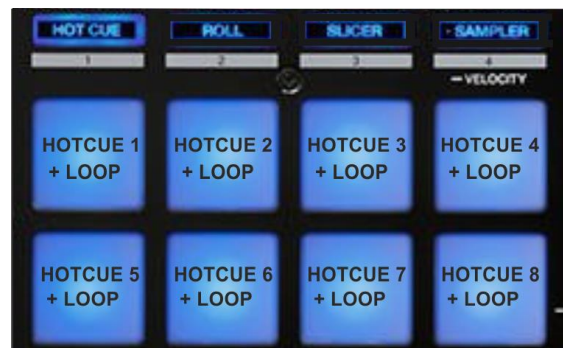 HOT CUE ROLL SLICER - SAMPLER
1 2 3 4
— VELOCITY
HOTCUE 1 HOTCUE 2 HOTCUE 3 HOTCUE 4
+ LOOP + LOOP + LOOP + LOOP
HOTCUE 5 HOTCUE 6 HOTCUE 7 HOTCUE 8
+ LOOP + LOOP + LOOP + LOOP